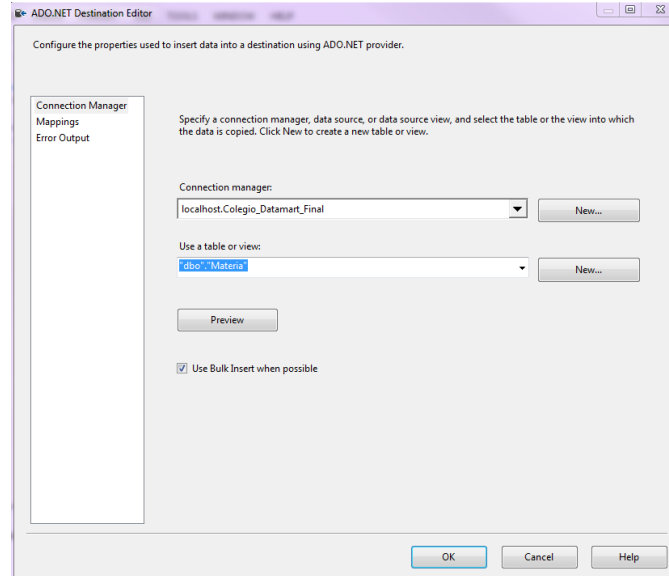 ADO.NET Destination Editor
TOOLS WINDOW HELP
Configure the properties used to insert data into a destination using ADO.NET provider.
Connection Manager
Mappings
Error Output
Specify a connection manager, data source, or data source view, and select the table or the view into which
the data is copied. Click New to create a new table or view.
Connection manager:
localhost.Colegio_Datamart_Final
New...
Use a table or view:
"dbo"."Materia"
New...
Preview
Use Bulk Insert when possible
OK
Cancel
Help